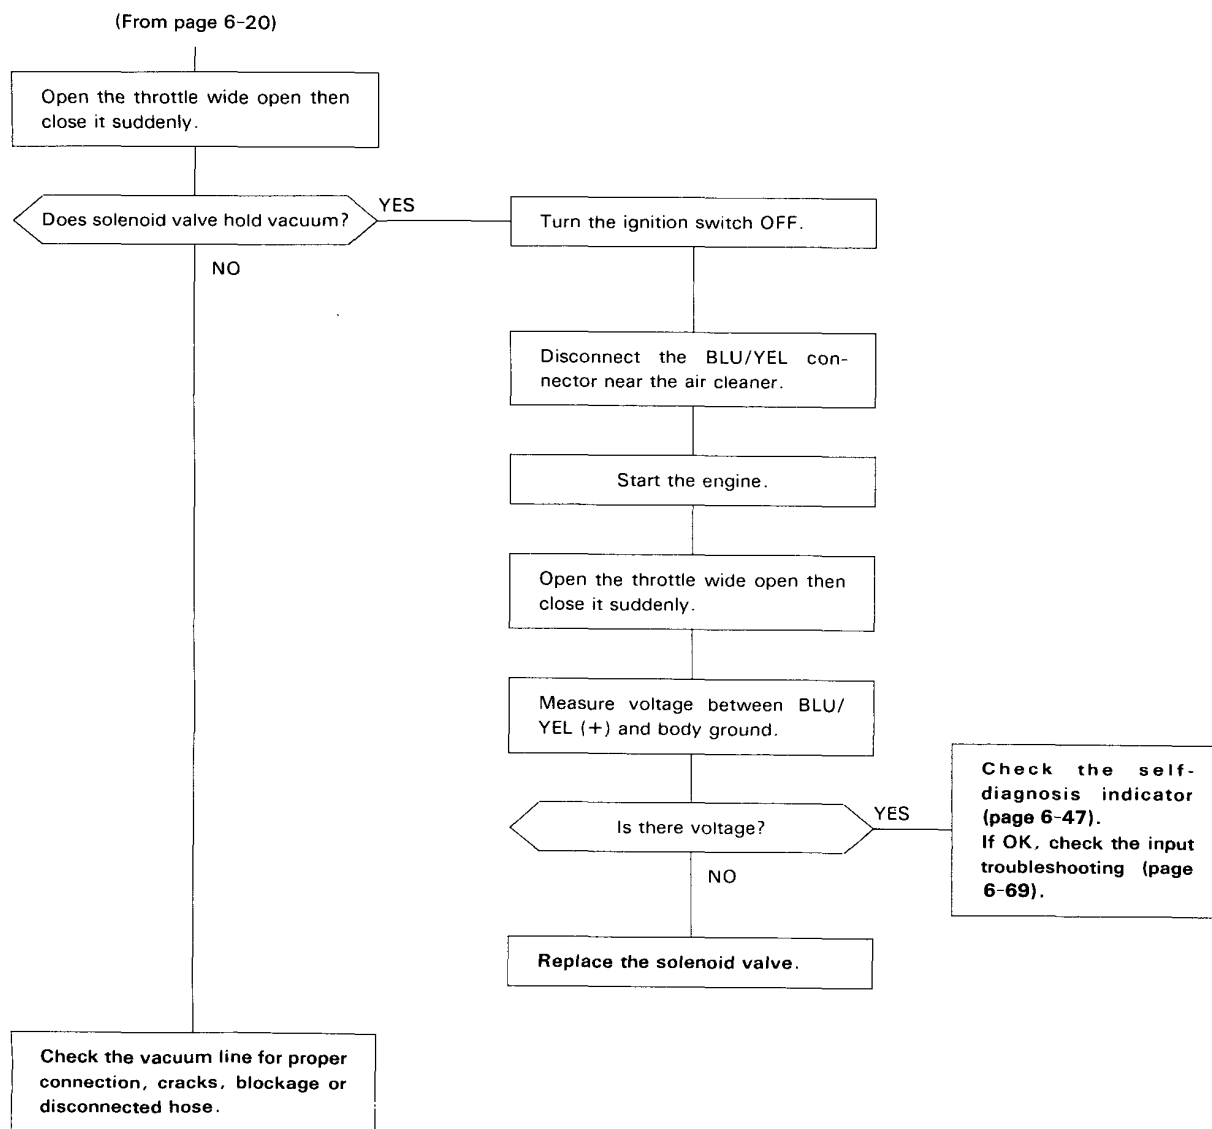 (From page 6-20)
Open the throttle wide open then
close it suddenly.
Does solenoid valve hold vacuum?
YES
NO
Turn the ignition switch OFF.
Disconnect the BLU/YEL con-
nector near the air cleaner.
Start the engine.
Open the throttle wide open then
close it suddenly.
Measure voltage between BLU/
YEL (+) and body ground.
Is there voltage?
YES
NO
Check the self-
diagnosis indicator
(page 6-47).
If OK, check the input
troubleshooting (page
6-69).
Replace the solenoid valve.
Check the vacuum line for proper
connection, cracks, blockage or
disconnected hose.